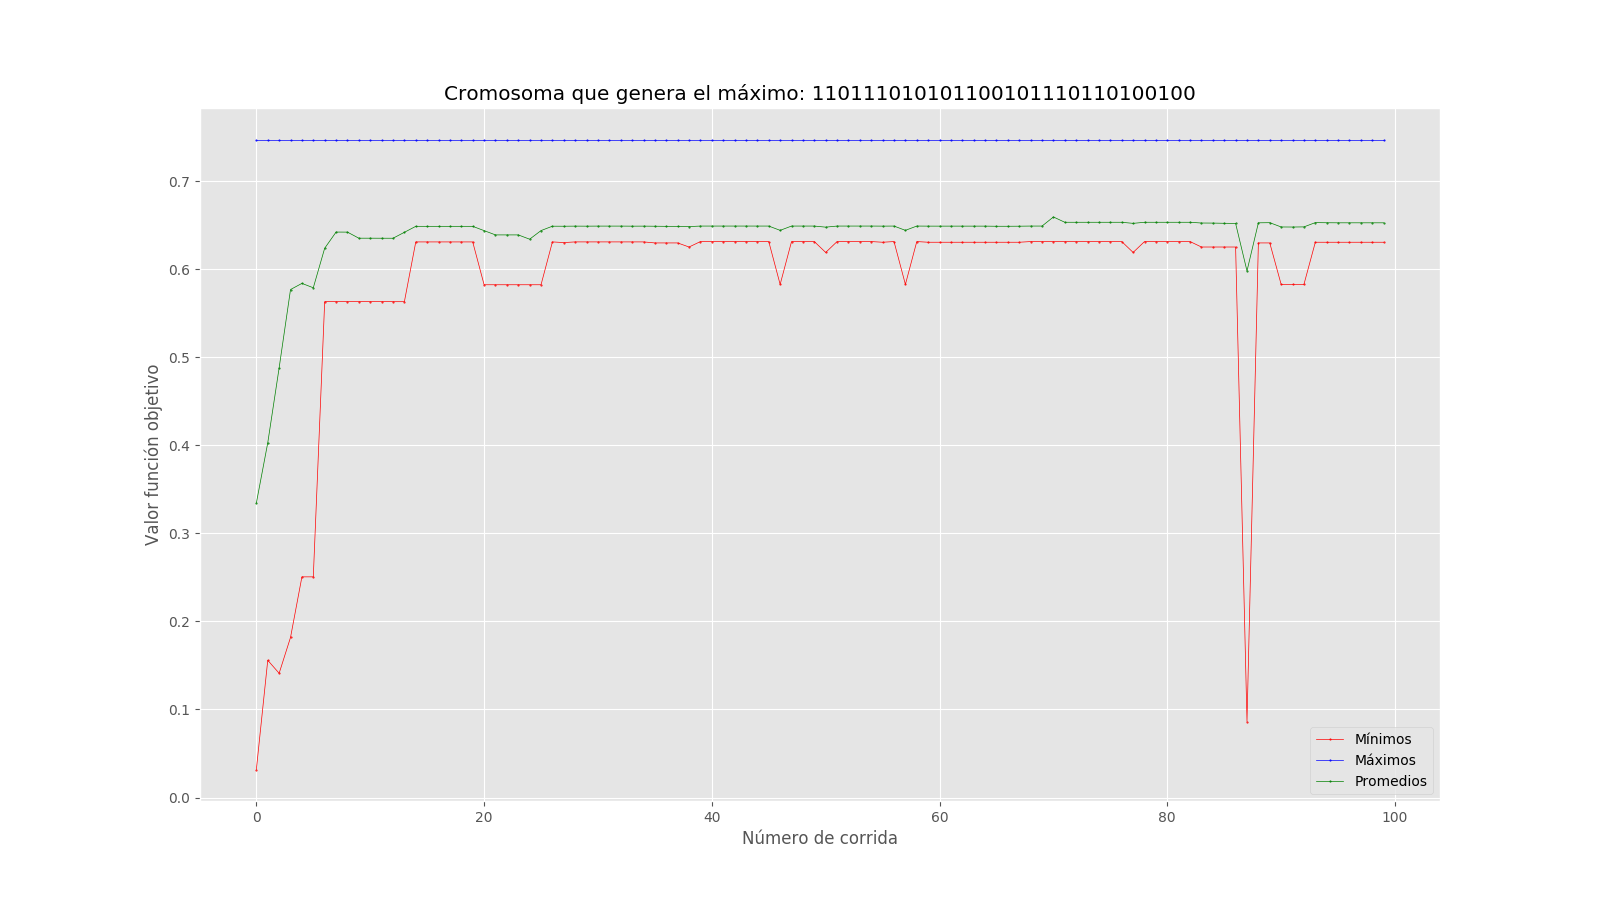 Cromosoma que genera el máximo: 110111010101100101110110100100
Valor función objetivo
0.7
0.6
0.5
0.4
0.3
0.2
0.1
0.0
0 20 40 60 80 100
Número de corrida
Mínimos
Máximos
Promedios